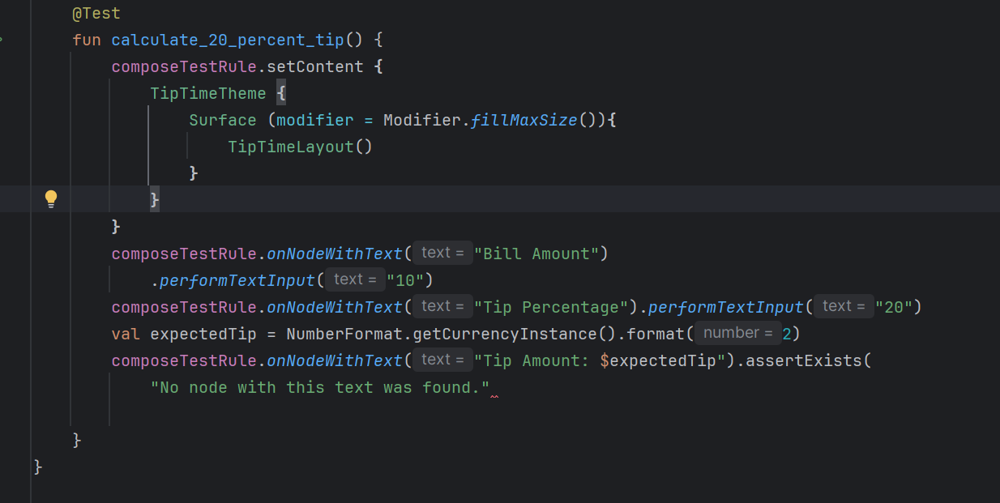 @Test
fun calculate_20_percent_tip() {
composeTestRule.setContent {
TipTimeTheme {
Surface (modifier = Modifier.fillMaxSize()){
TipTimeLayout()
}
}
}
composeTestRule.onNodeWithText( text = "Bill Amount")
.performTextInput( text = "10")
composeTestRule.onNodeWithText( text = "Tip Percentage").performTextInput( text = "20")
val expectedTip = NumberFormat.getCurrencyInstance().format( number = 2)
composeTestRule.onNodeWithText( text = "Tip Amount: $expectedTip").assertExists(
"No node with this text was found."
}
}